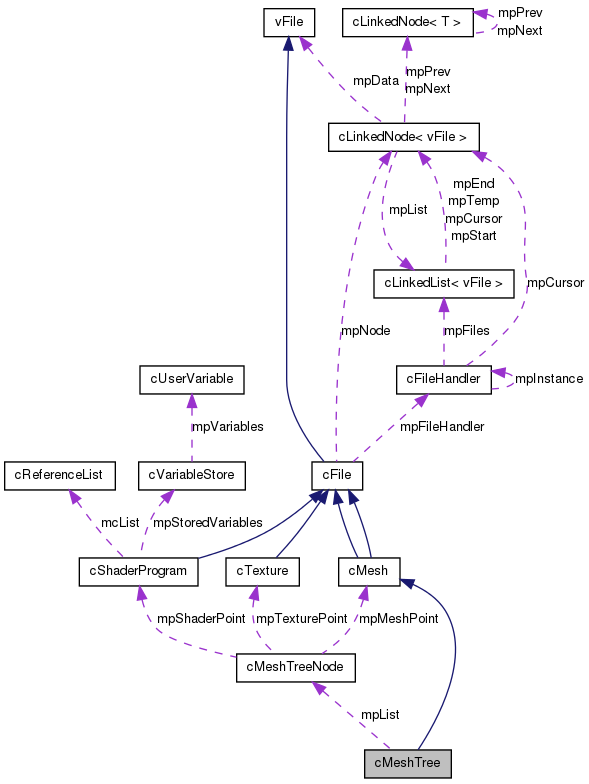 vFile
cLinkedNode< T >
mpPrev
mpNext
mpData
mpPrev
mpNext
cLinkedNode< vFile >
mpEnd
mpTemp
mpCursor
mpStart
mpList
cLinkedList< vFile >
mpCursor
mpNode
mpFiles
cUserVariable
cFileHandler
mpInstance
mpVariables
mpFileHandler
cReferenceList
cVariableStore
cFile
mcList
mpStoredVariables
cShaderProgram
cTexture
cMesh
mpShaderPoint
mpTexturePoint
mpMeshPoint
cMeshTreeNode
mpList
cMeshTree